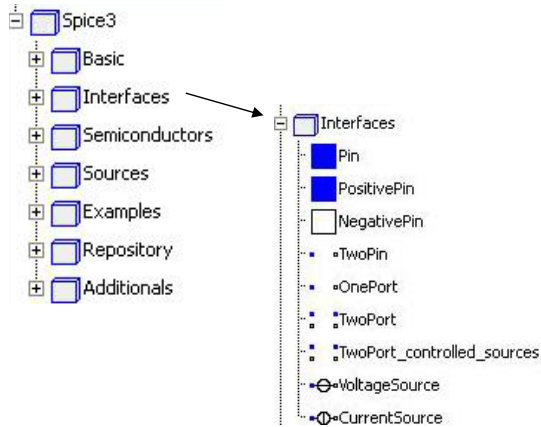 Spice3
Basic
Interfaces
Semiconductors
Sources
Examples
Repository
Additionals
Interfaces
Pin
PositivePin
NegativePin
TwoPin
OnePort
TwoPort
TwoPort_controlled_sources
VoltageSource
CurrentSource